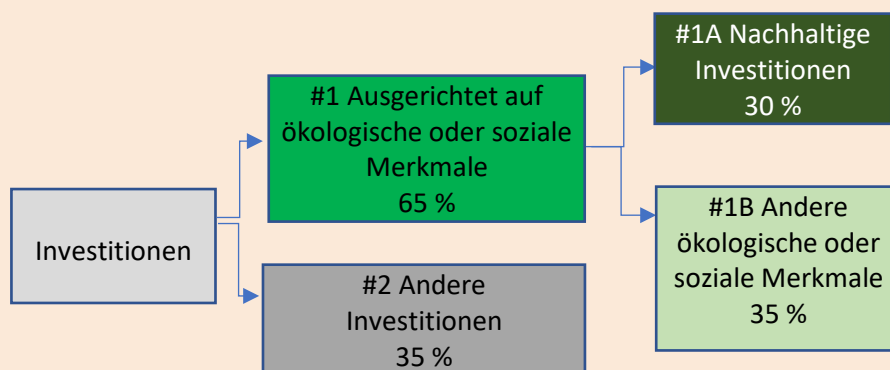 Investitionen
#1 Ausgerichtet auf
ökologische oder soziale
Merkmale
65 %
#2 Andere
Investitionen
35 %
#1A Nachhaltige
Investitionen
30 %
#1B Andere
ökologische oder
soziale Merkmale
35 %